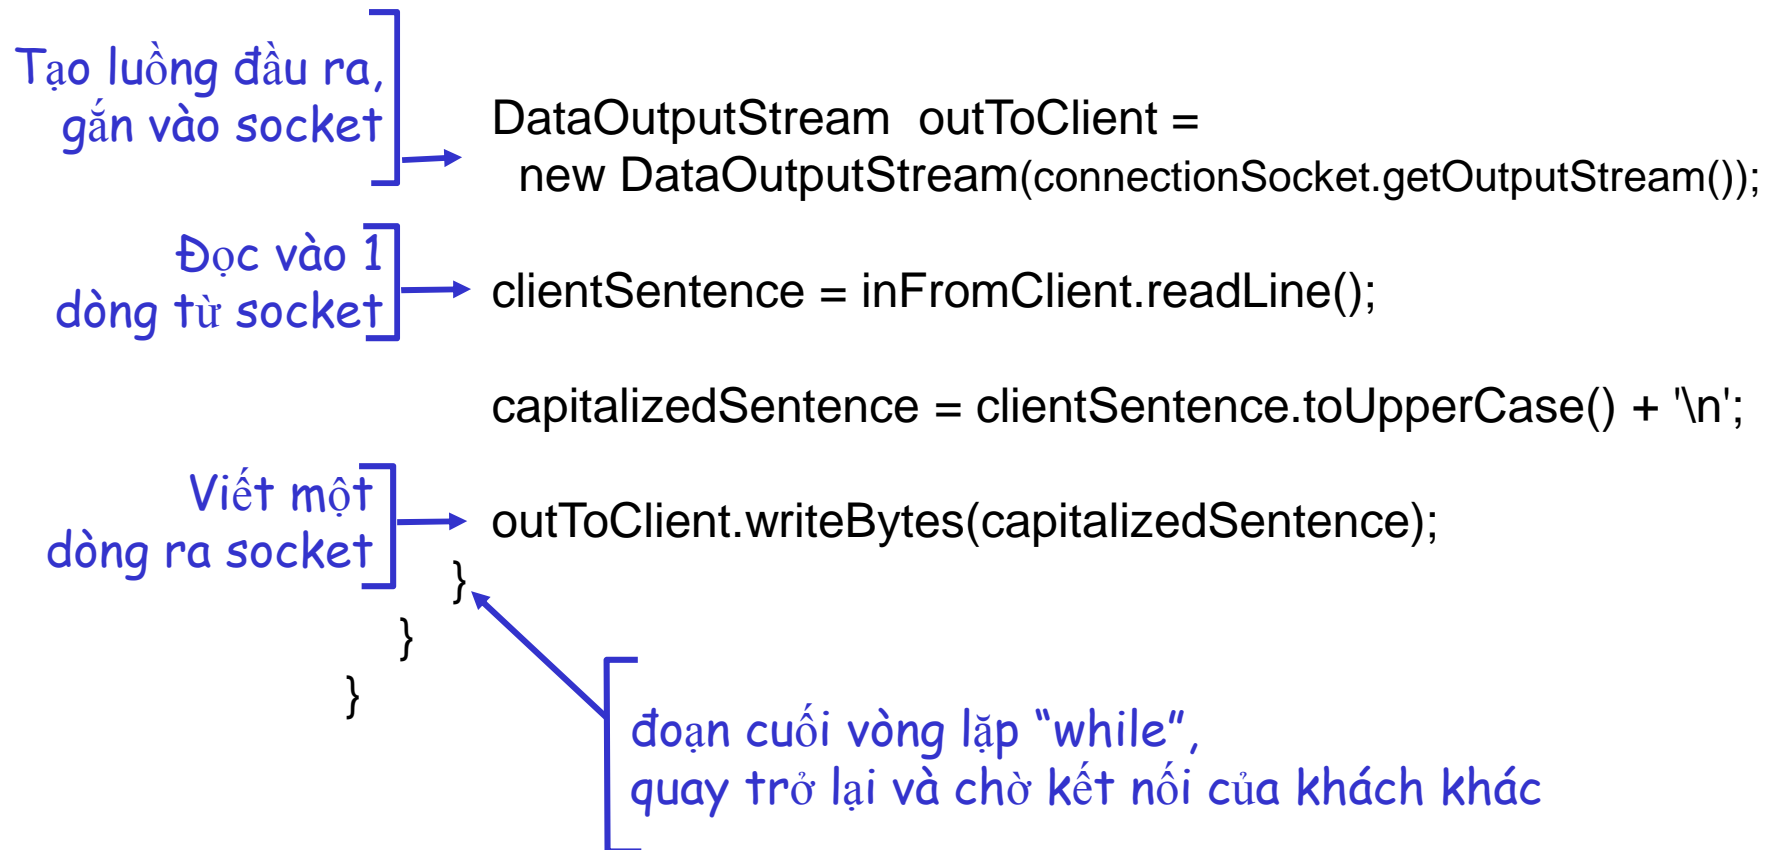 Tạo luồng đầu ra,
gắn vào socket
DataOutputStream outToClient =
new DataOutputStream(connectionSocket.getOutputStream());
Đọc vào 1
dòng từ socket
clientSentence = inFromClient.readLine();
capitalizedSentence = clientSentence.toUpperCase() + '\n';
Viết một
dòng ra socket
outToClient.writeBytes(capitalizedSentence);
}
}
}
đoạn cuối vòng lặp "while",
quay trở lại và chờ kết nối của khách khác